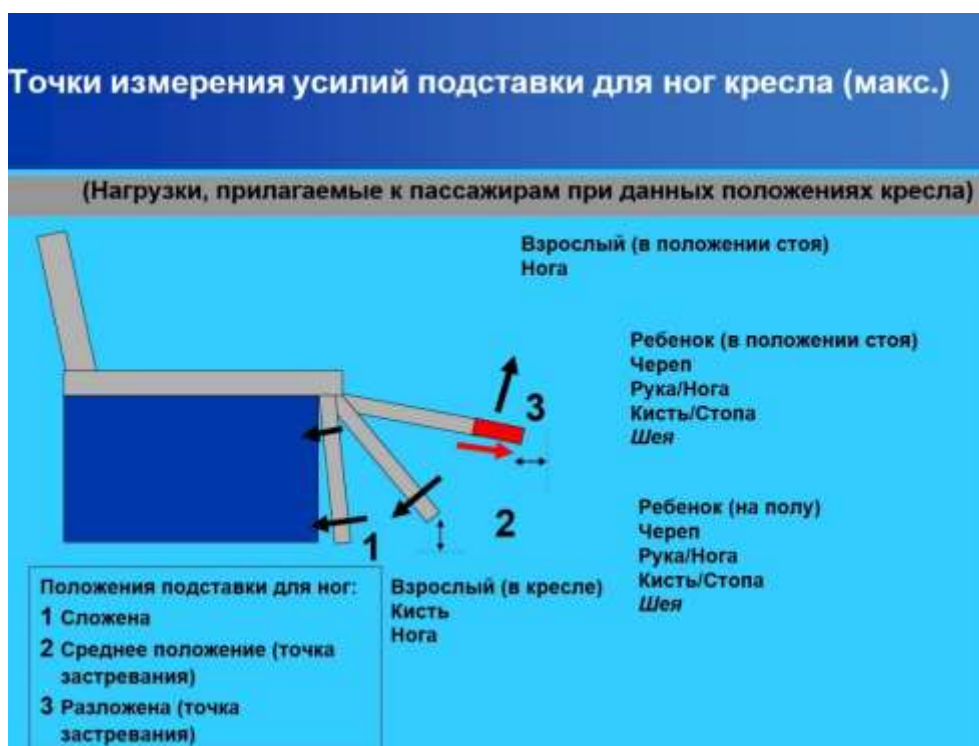 Точки измерения усилий подставки для ног кресла (макс.)
(Нагрузки, прилагаемые к пассажирам при данных положениях кресла)
Взрослый (в положении стоя)
Нога
Ребенок (в положении стоя)
Череп
Рука/Нога
Кисть/Стопа
Шея
3
2
1
Ребенок (на полу)
Череп
Рука/Нога
Кисть/Стопа
Шея
Взрослый (в кресле)
Кисть
Нога
Положения подставки для ног:
1 Сложена
2 Среднее положение (точка
застревания)
3 Разложена (точка
застревания)